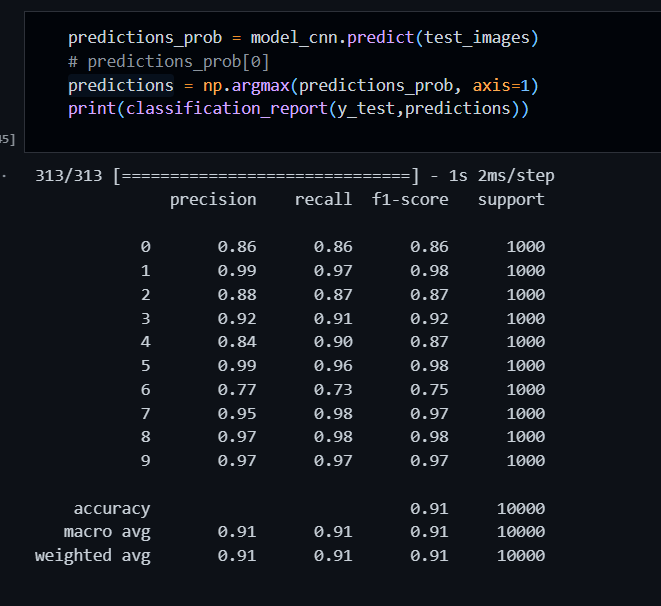 predictions_prob = model_cnn.predict(test_images)
# predictions_prob[0]
predictions = np.argmax(predictions_prob, axis=1)
print(classification_report(y_test,predictions))
45]
313/313 [==============================] - 1s 2ms/step
precision recall f1-score support
0 0.86 0.86 0.86 1000
1 0.99 0.97 0.98 1000
2 0.88 0.87 0.87 1000
3 0.92 0.91 0.92 1000
4 0.84 0.90 0.87 1000
5 0.99 0.96 0.98 1000
6 0.77 0.73 0.75 1000
7 0.95 0.98 0.97 1000
8 0.97 0.98 0.98 1000
9 0.97 0.97 0.97 1000
accuracy 0.91 10000
macro avg 0.91 0.91 0.91 10000
weighted avg 0.91 0.91 0.91 10000